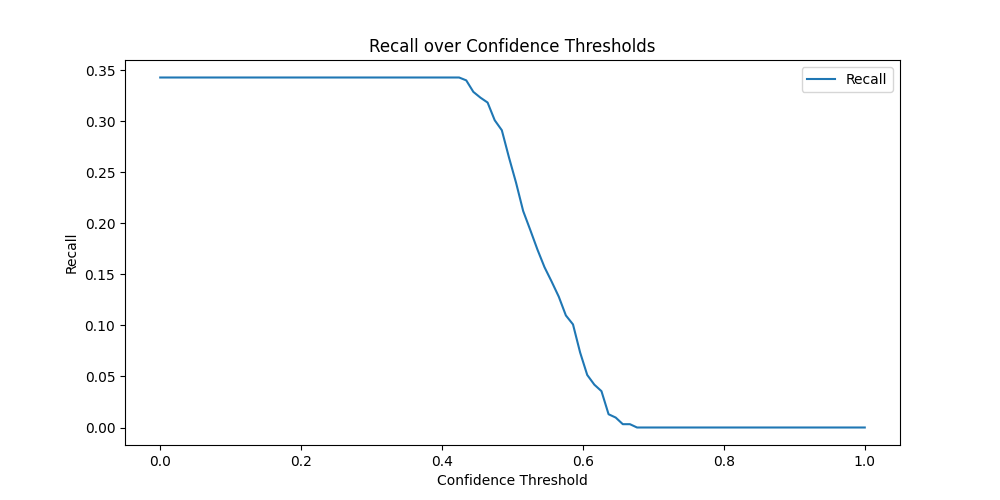 Recall over Confidence Thresholds
Recall
0.35
0.30
0.25
0.20
0.15
0.10
0.05
0.00
Recall
0.0 0.2 0.4 0.6 0.8 1.0
Confidence Threshold